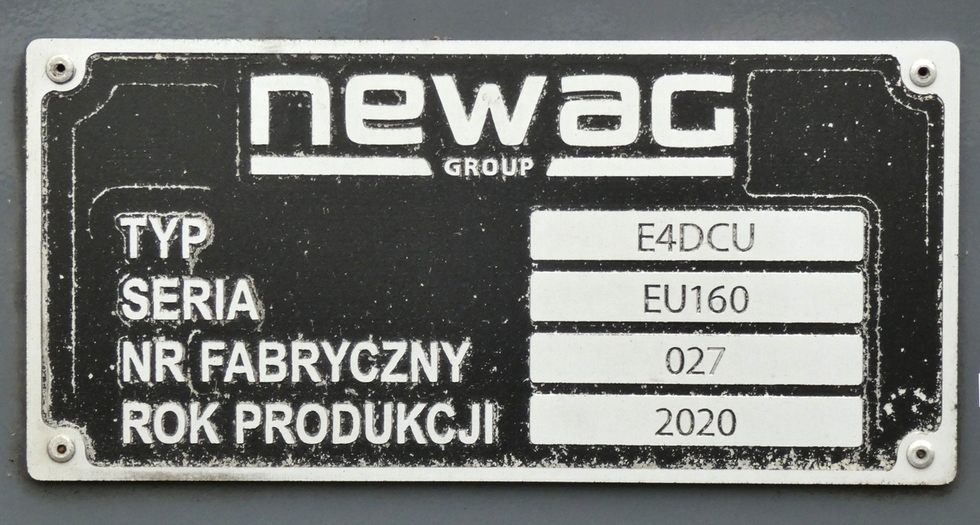 newag
GROUP
TYP E4DCU
SERIA EU160
NR FABRYCZNY 027
ROK PRODUKCJI 2020